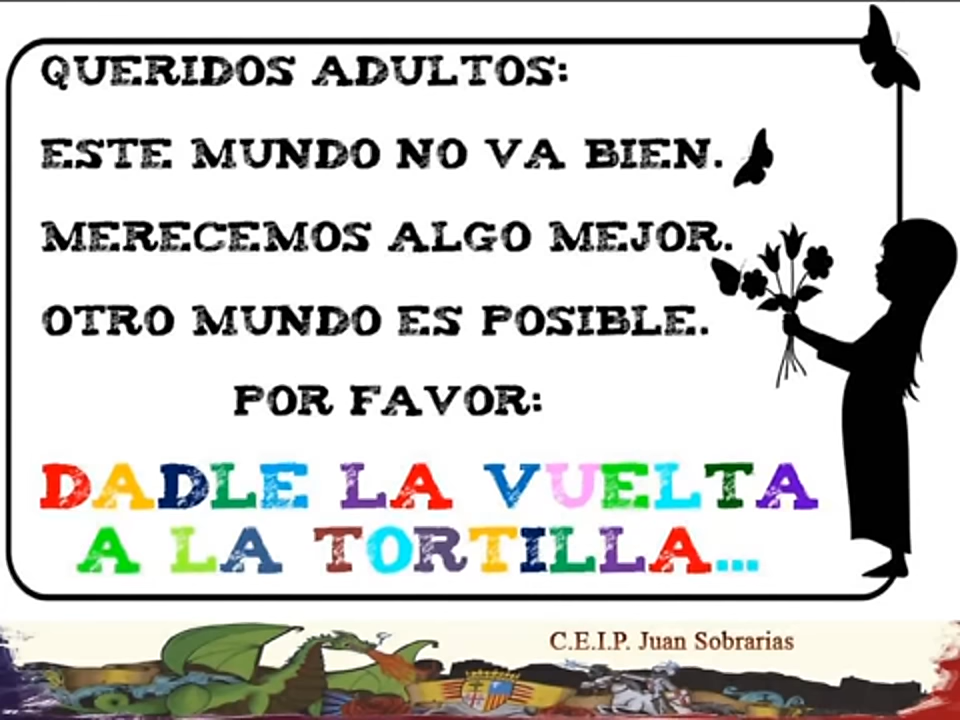 QUERIDOS ADULTOS:
ESTE MUNDO NO VA BIEN.
MERECEMOS ALGO MEJOR.
OTRO MUNDO ES POSIBLE.
POR FAVOR:
DADLE LA VUELTA
A LA TORTILLA...
C.E.I.P. Juan Sobrarias